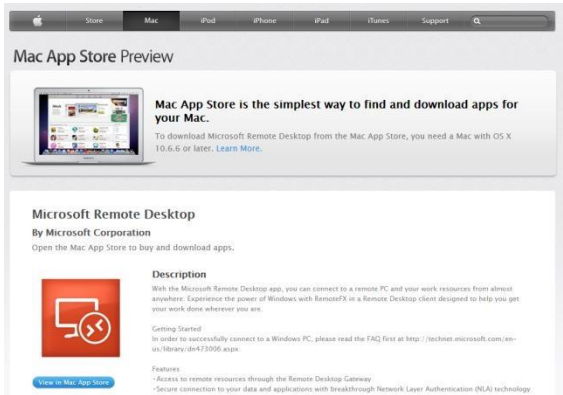 Store Mac iPod iPhone iPad iTunes Support
Mac App Store Preview
Mac App Store is the simplest way to find and download apps for
your Mac.
To download Microsoft Remote Desktop from the Mac App Store, you need a Mac with OS X
10.6.6 or later. Learn More.
Microsoft Remote Desktop
By Microsoft Corporation
Open the Mac App Store to buy and download apps.
Description
With the Microsoft Remote Desktop app, you can connect to a remote PC and your work resources from almost
anywhere. Experience the power of Windows with RemoteFX in a Remote Desktop client designed to help you get
your work done wherever you are.
Getting Started
In order to successfully connect to a Windows PC, please read the FAQ first at http://technet.microsoft.com/en-
us/library/dn473006.aspx
Features
-Access to remote resources through the Remote Desktop Gateway
-Secure connection to your data and applications with breakthrough Network Layer Authentication (NLA) technology
View in Mac App Store